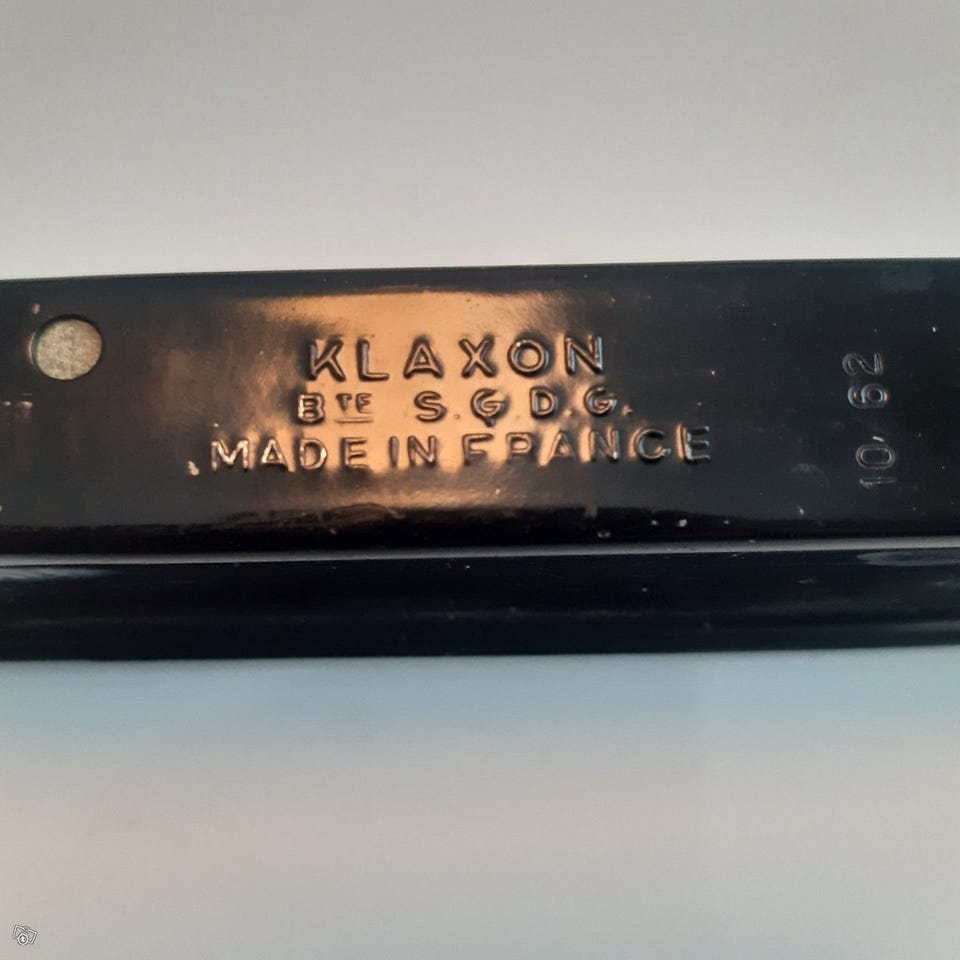 KLAXON
BTE S.G.D.G.
MADE IN FRANCE
10/62